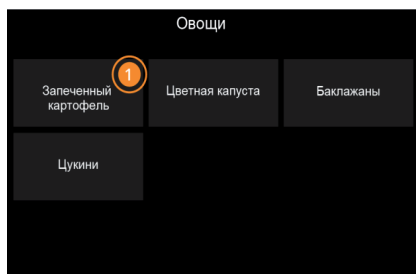 Овощи
Запеченный
картофель
1
Цветная капуста
Баклажаны
Цукини